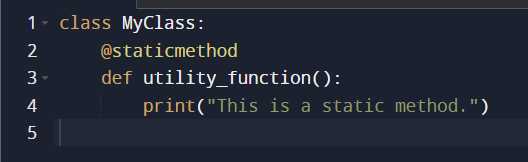 1 class MyClass:
2     @staticmethod
3     def utility_function():
4         print("This is a static method.")
5